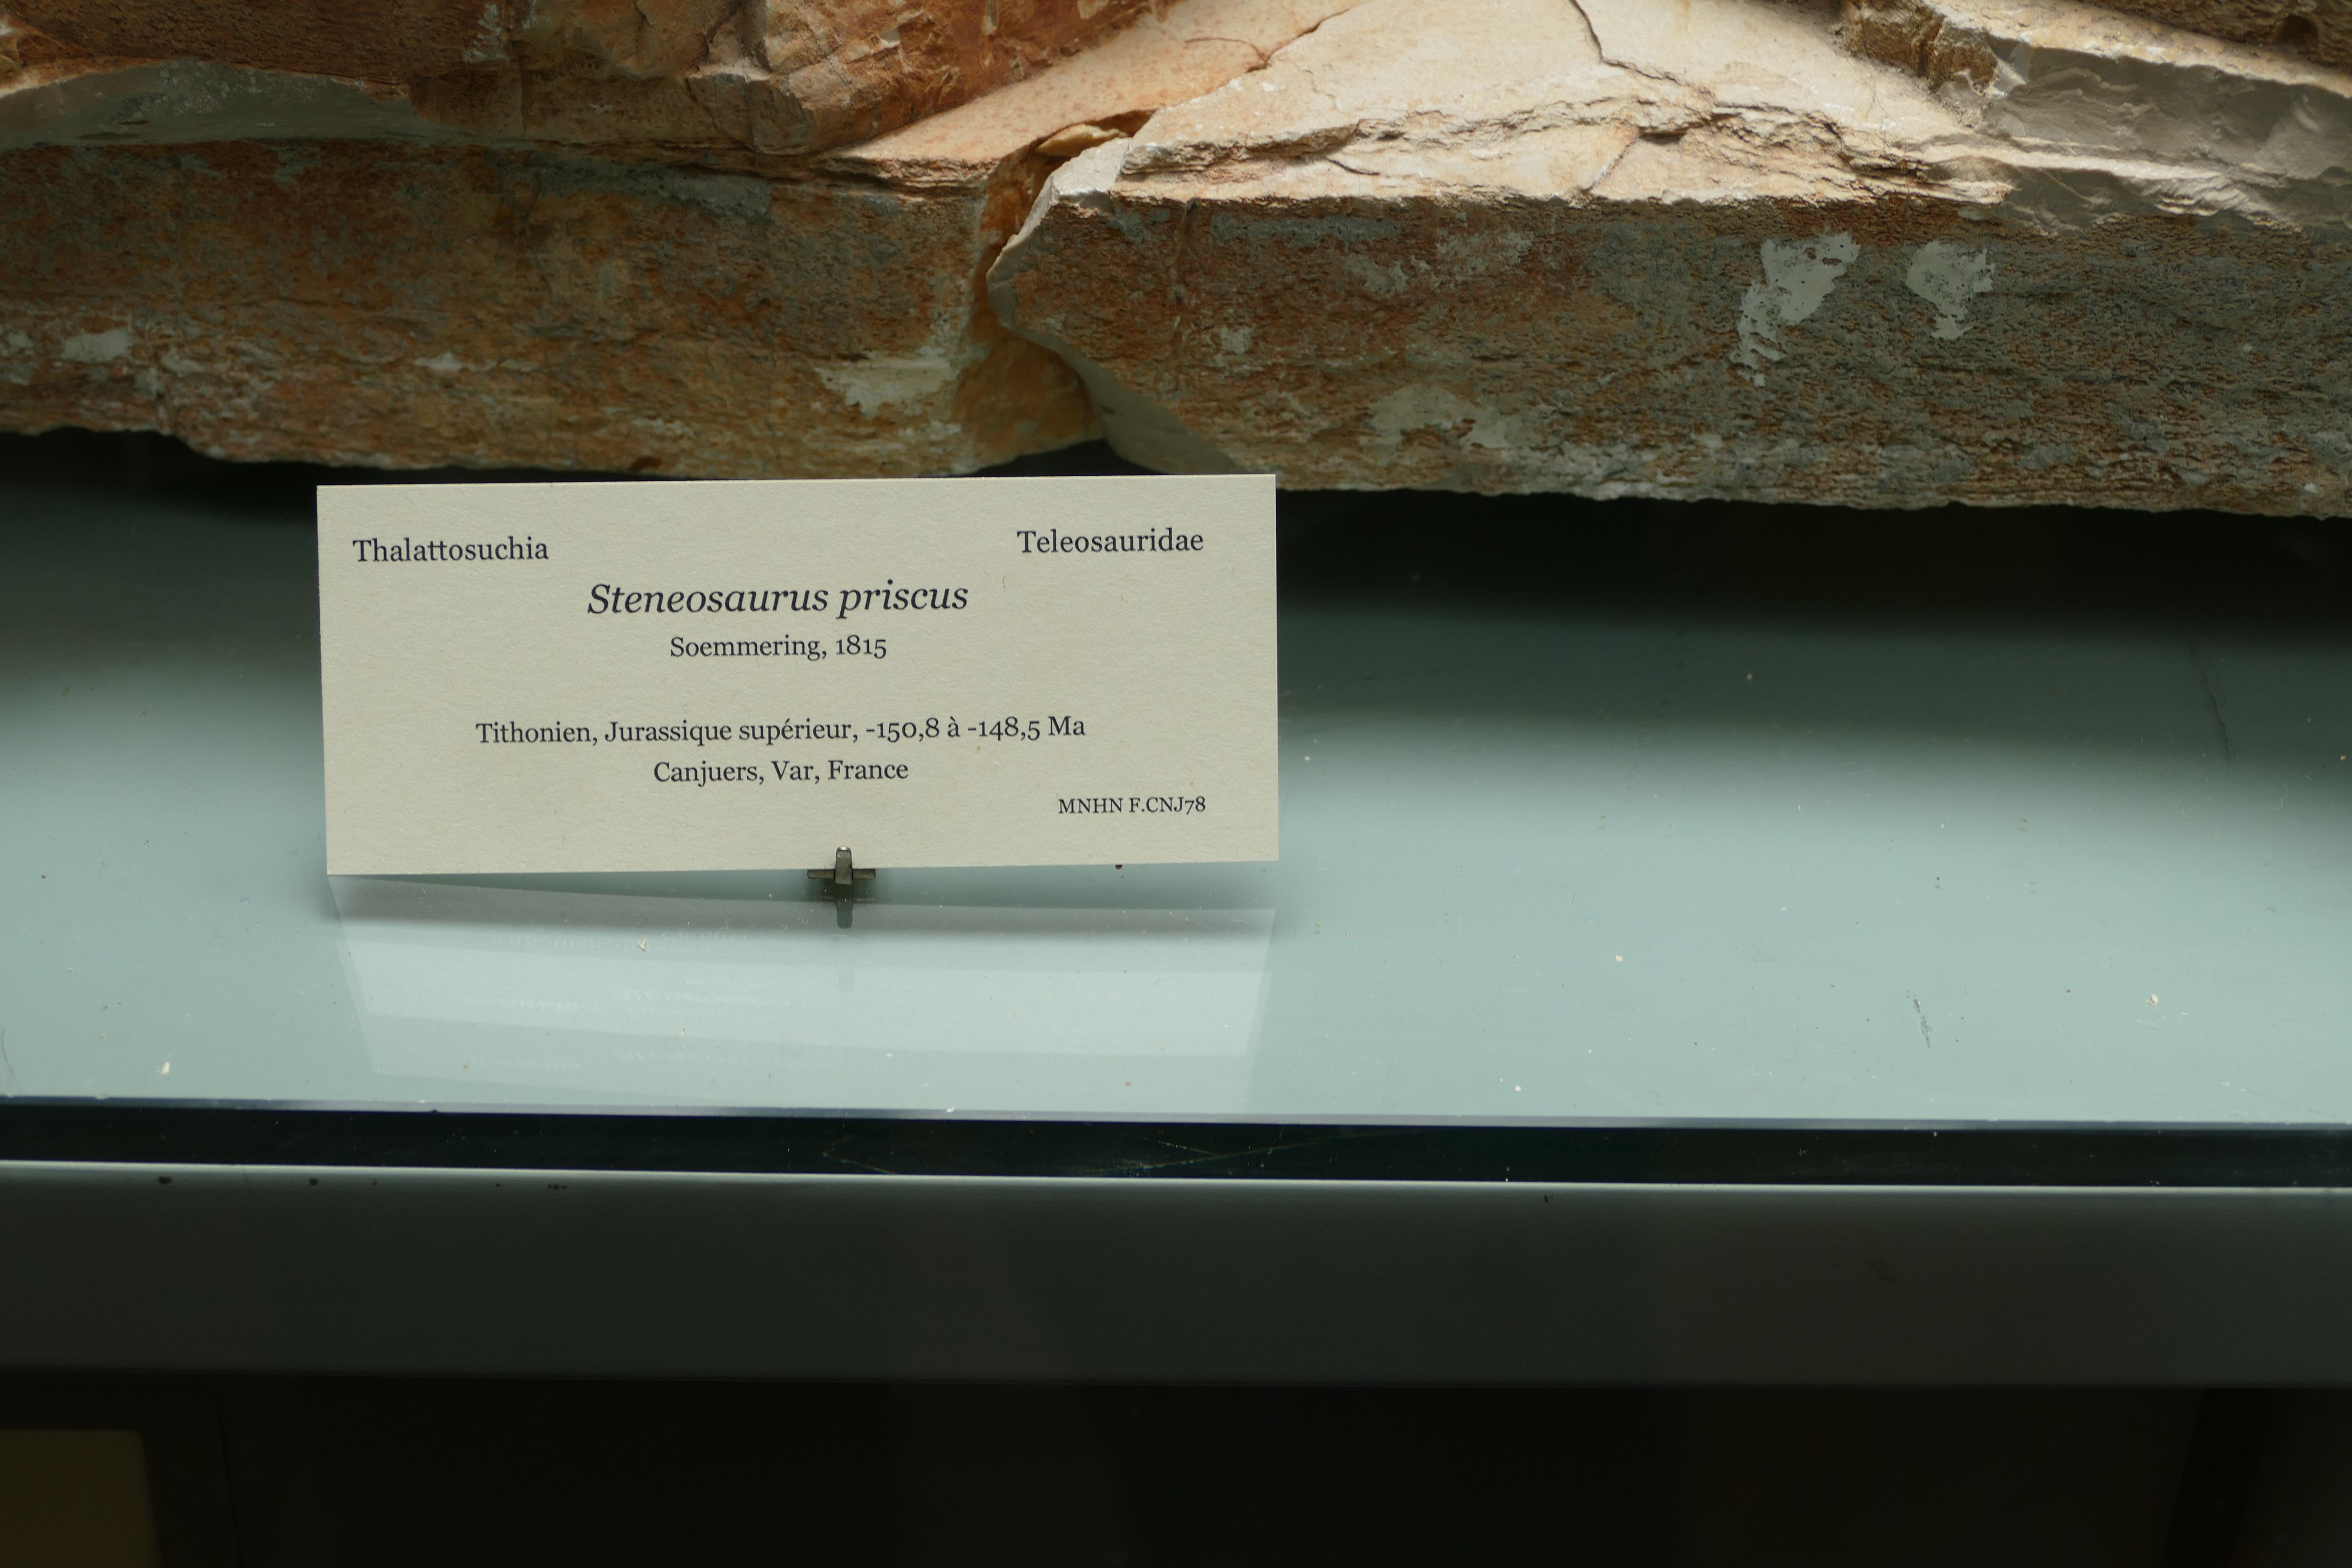 Thalattosuchia Teleosauridae
Steneosaurus priscus
Soemmering, 1815
Tithonien, Jurassique supérieur, -150,8 à -148,5 Ma
Canjuers, Var, France
MNHN F.CNJ78